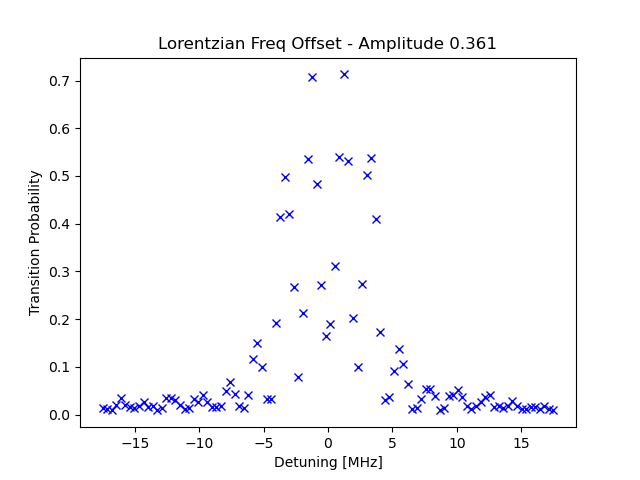 Lorentzian Freq Offset - Amplitude 0.361
0.7
0.6
0.5
0.4
0.3
0.2
0.1
0.0
Transition Probability
−15 −10 −5 0 5 10 15
Detuning [MHz]